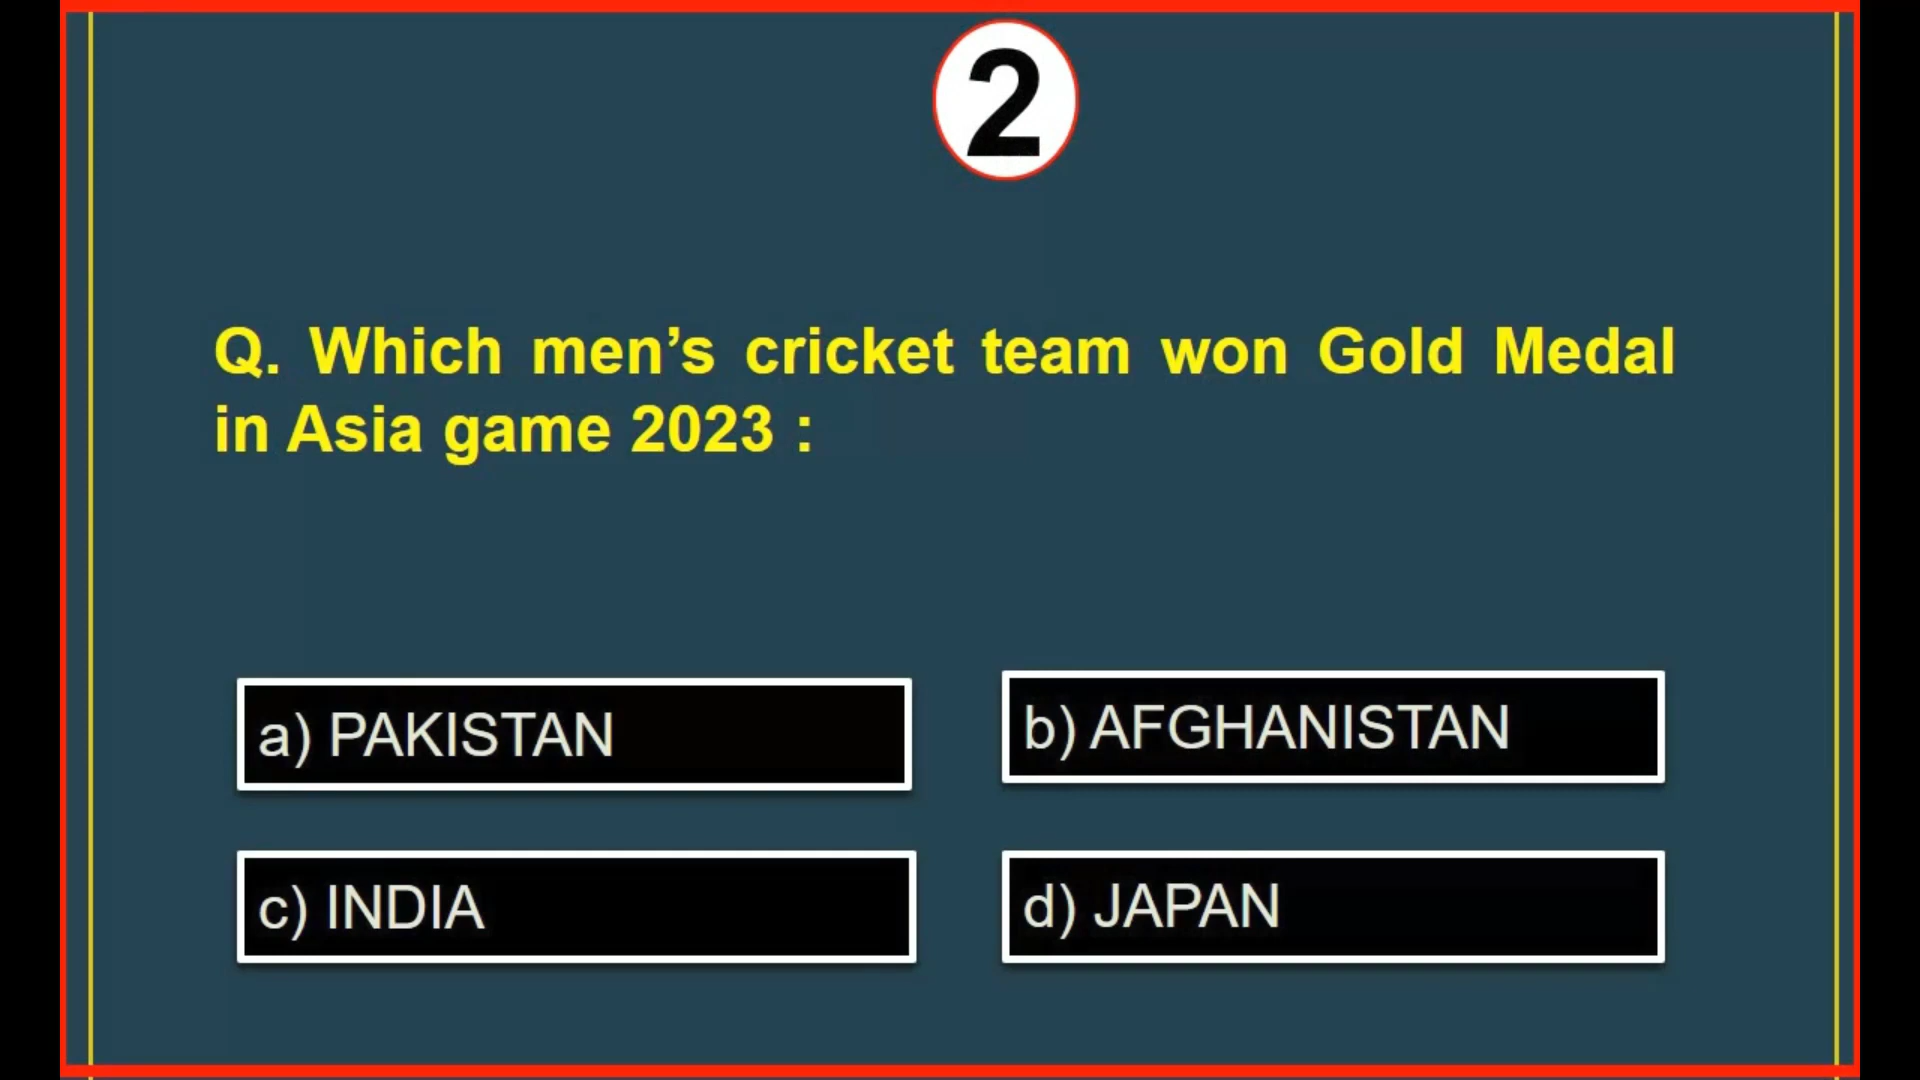 2
Q. Which men’s cricket team won Gold Medal
in Asia game 2023 :
a) PAKISTAN
b) AFGHANISTAN
c) INDIA
d) JAPAN